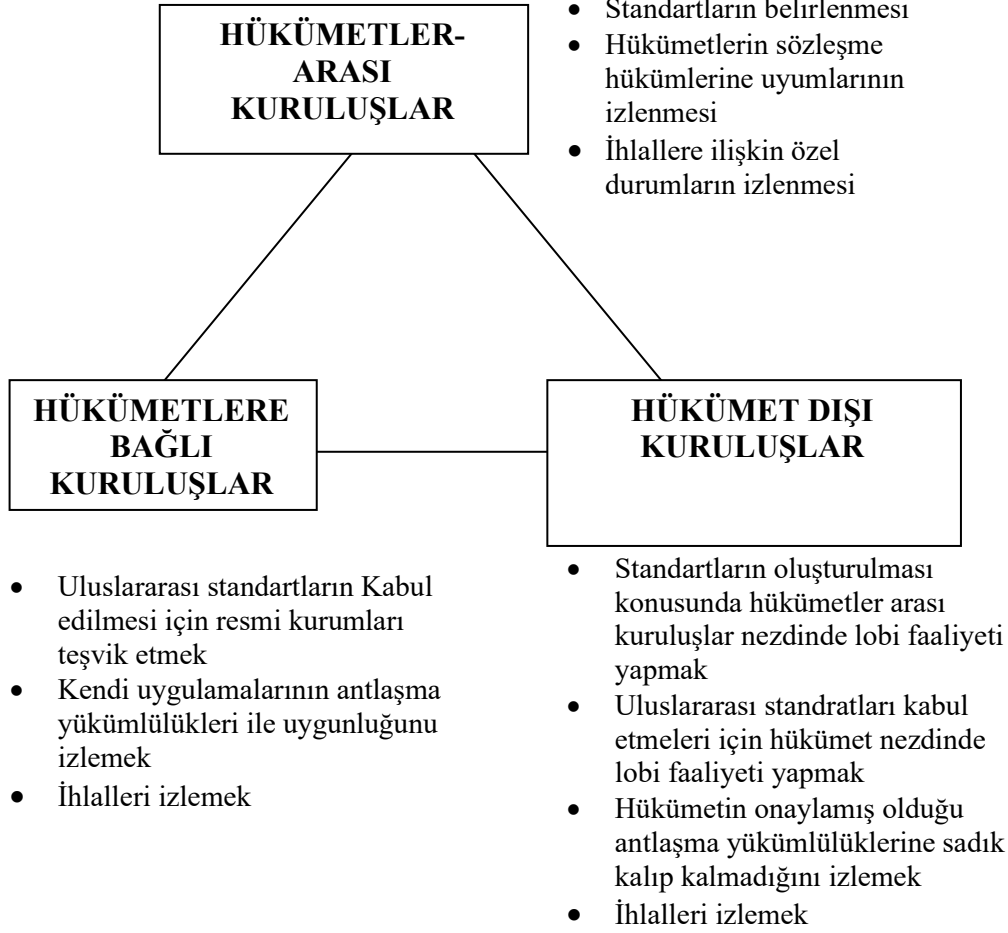 HÜKÜMETLER-
ARASI
KURULUŞLAR
• Standartların belirlenmesi
• Hükümetlerin sözleşme
hükümlerine uyumlarının
izlenmesi
• İhlallere ilişkin özel
durumların izlenmesi
HÜKÜMETLERE
BAĞLI
KURULUŞLAR
HÜKÜMET DIŞI
KURULUŞLAR
• Uluslararası standartların Kabul
edilmesi için resmi kurumları
teşvik etmek
• Kendi uygulamalarının antlaşma
yükümlülükleri ile uygunluğunu
izlemek
• İhlalleri izlemek
• Standartların oluşturulması
konusunda hükümetler arası
kuruluşlar nezdinde lobi faaliyeti
yapmak
• Uluslararası standratları kabul
etmeleri için hükümet nezdinde
lobi faaliyeti yapmak
• Hükümetin onaylamış olduğu
antlaşma yükümlülüklerine sadık
kalıp kalmadığını izlemek
• İhlalleri izlemek